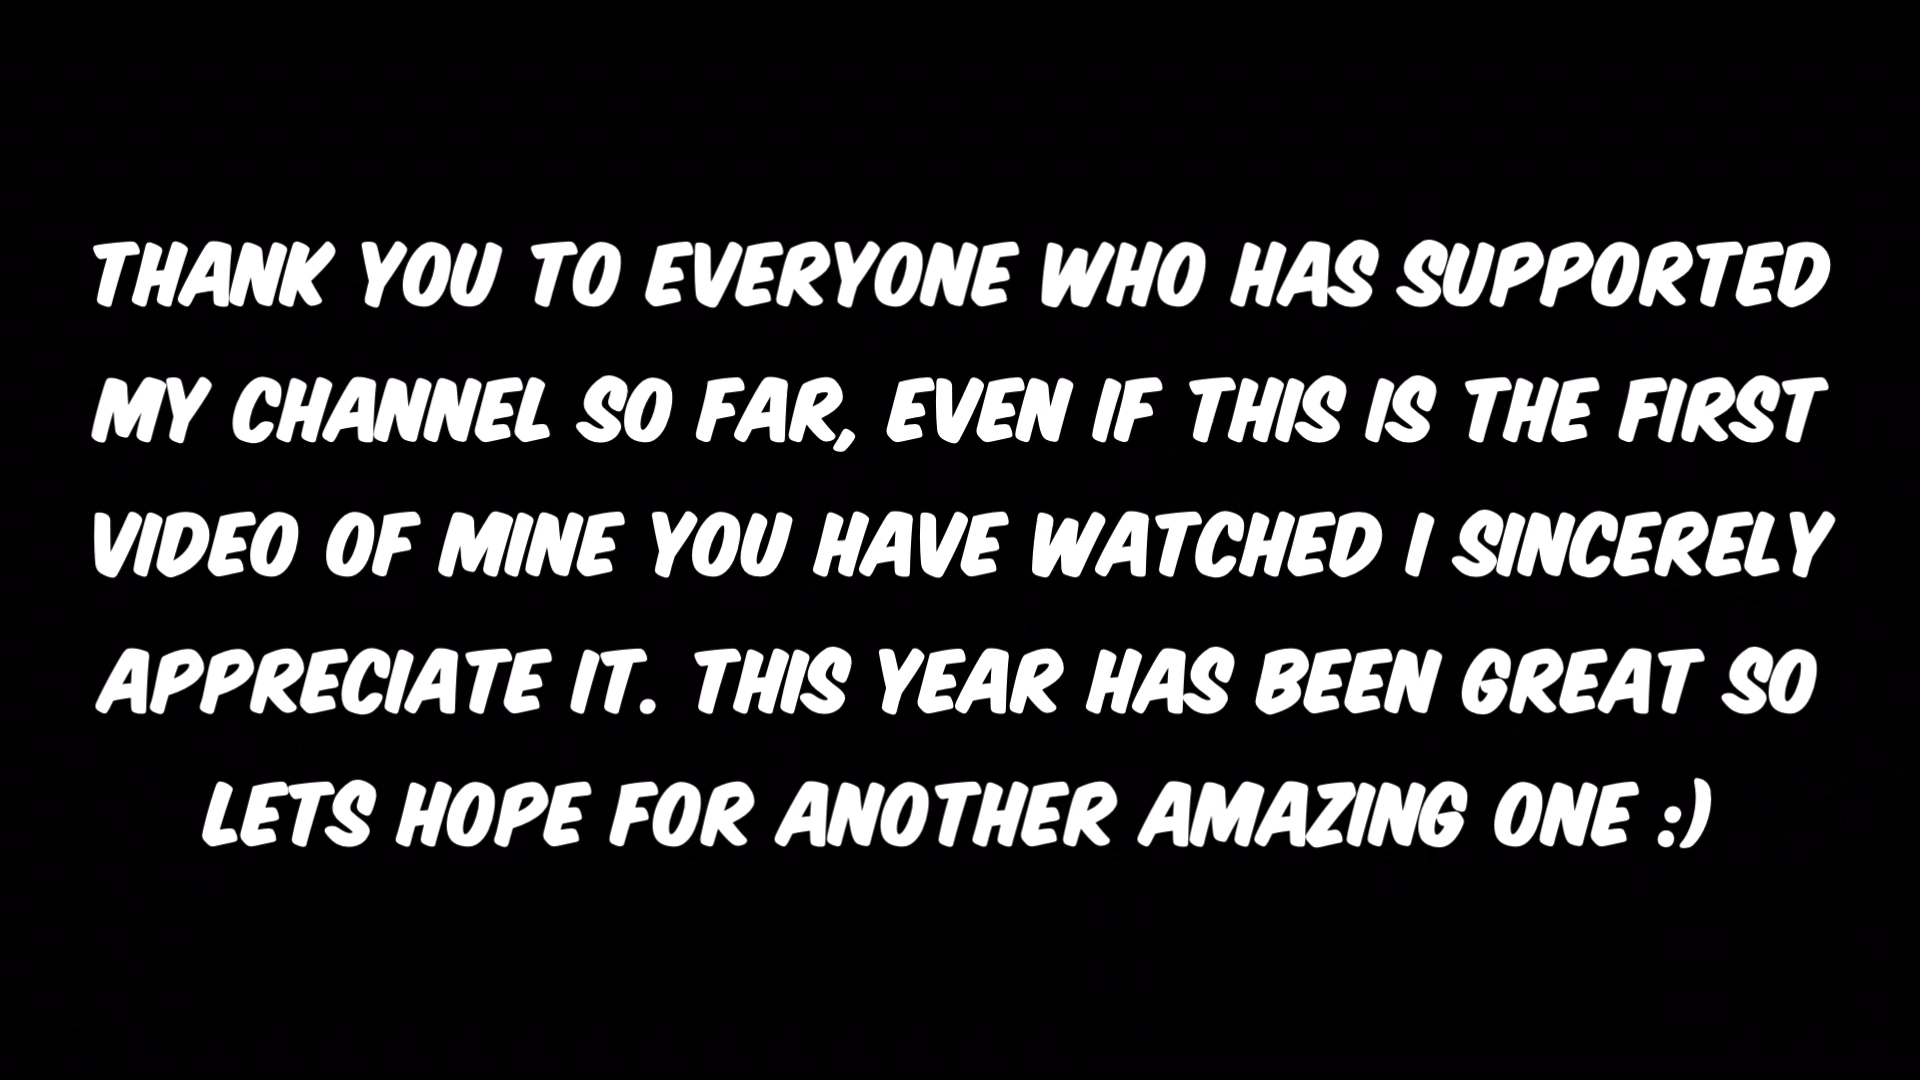 THANK YOU TO EVERYONE WHO HAS SUPPORTED
MY CHANNEL SO FAR, EVEN IF THIS IS THE FIRST
VIDEO OF MINE YOU HAVE WATCHED I SINCERELY
APPRECIATE IT. THIS YEAR HAS BEEN GREAT SO
LETS HOPE FOR ANOTHER AMAZING ONE :)